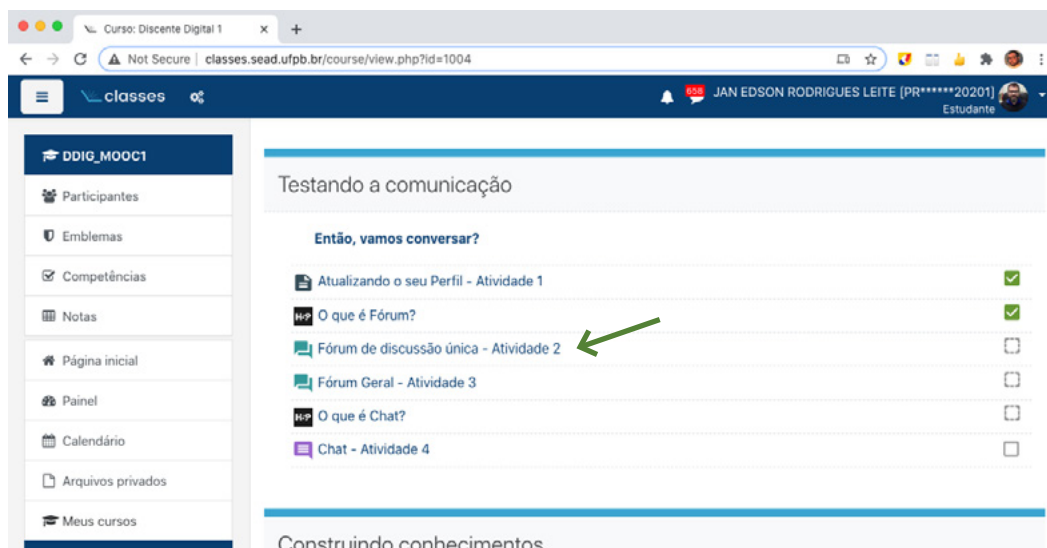 Curso: Discente Digital 1
Not Secure | classes.sead.ufpb.br/course/view.php?id=1004
classes
658
JAN EDSON RODRIGUES LEITE [PR******20201]
Estudante
DDIG_MOOC1
Participantes
Emblemas
Competências
Notas
Página inicial
Painel
Calendário
Arquivos privados
Meus cursos
Testando a comunicação
Então, vamos conversar?
Atualizando o seu Perfil - Atividade 1
H-P O que é Fórum?
Fórum de discussão única - Atividade 2
Fórum Geral - Atividade 3
H-P O que é Chat?
Chat - Atividade 4
Construindo conhecimentos